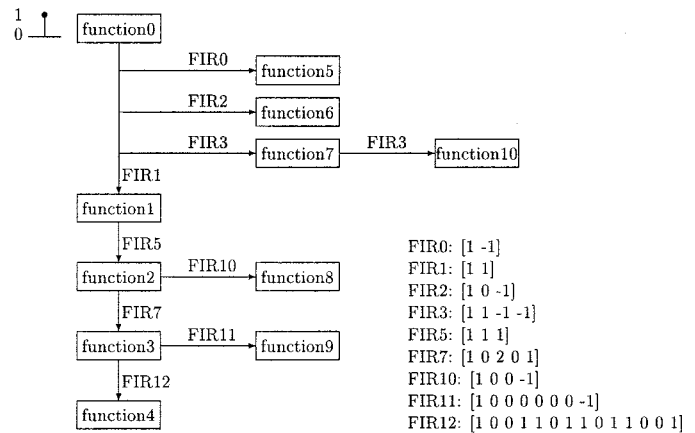 1
0
function0
FIR0
function5
FIR2
function6
FIR3
function7
FIR3
function10
FIR1
function1
FIR5
function2
FIR10
function8
FIR7
function3
FIR11
function9
FIR12
function4
FIR0: [1 -1]
FIR1: [1 1]
FIR2: [1 0 -1]
FIR3: [1 1 -1 -1]
FIR5: [1 1 1]
FIR7: [1 0 2 0 1]
FIR10: [1 0 0 -1]
FIR11: [1 0 0 0 0 0 0 -1]
FIR12: [1 0 0 1 1 0 1 1 0 1 1 0 0 1]